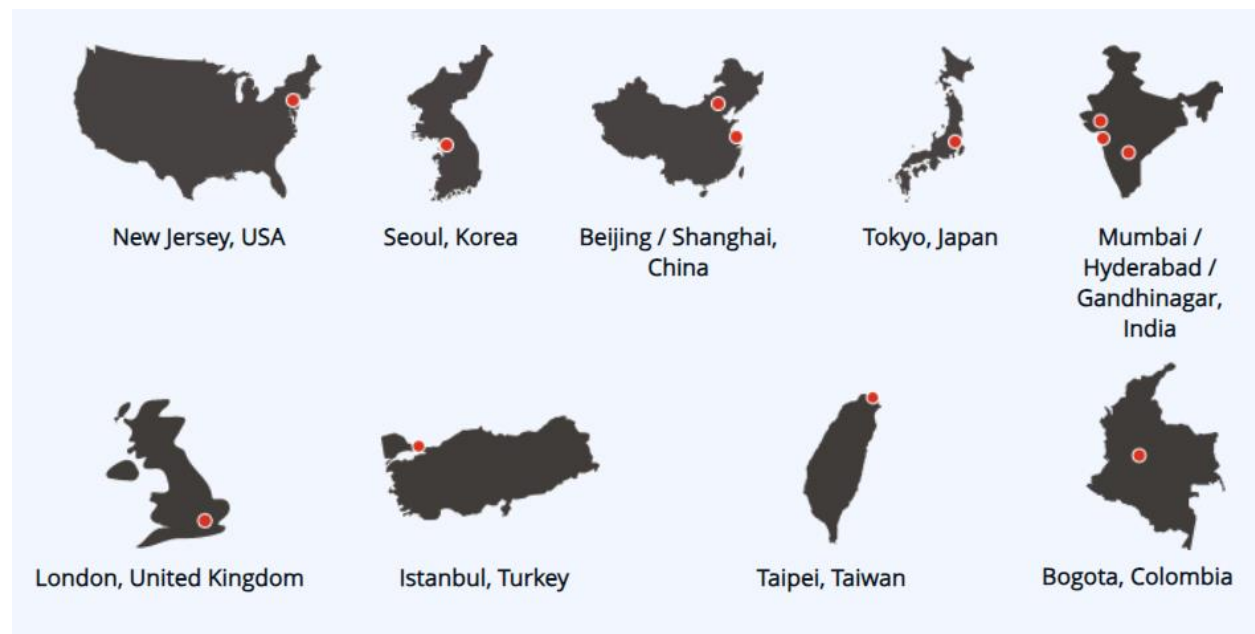 New Jersey, USA
Seoul, Korea
Beijing / Shanghai,
China
Tokyo, Japan
Mumbai /
Hyderabad /
Gandhinagar,
India
London, United Kingdom
Istanbul, Turkey
Taipei, Taiwan
Bogota, Colombia